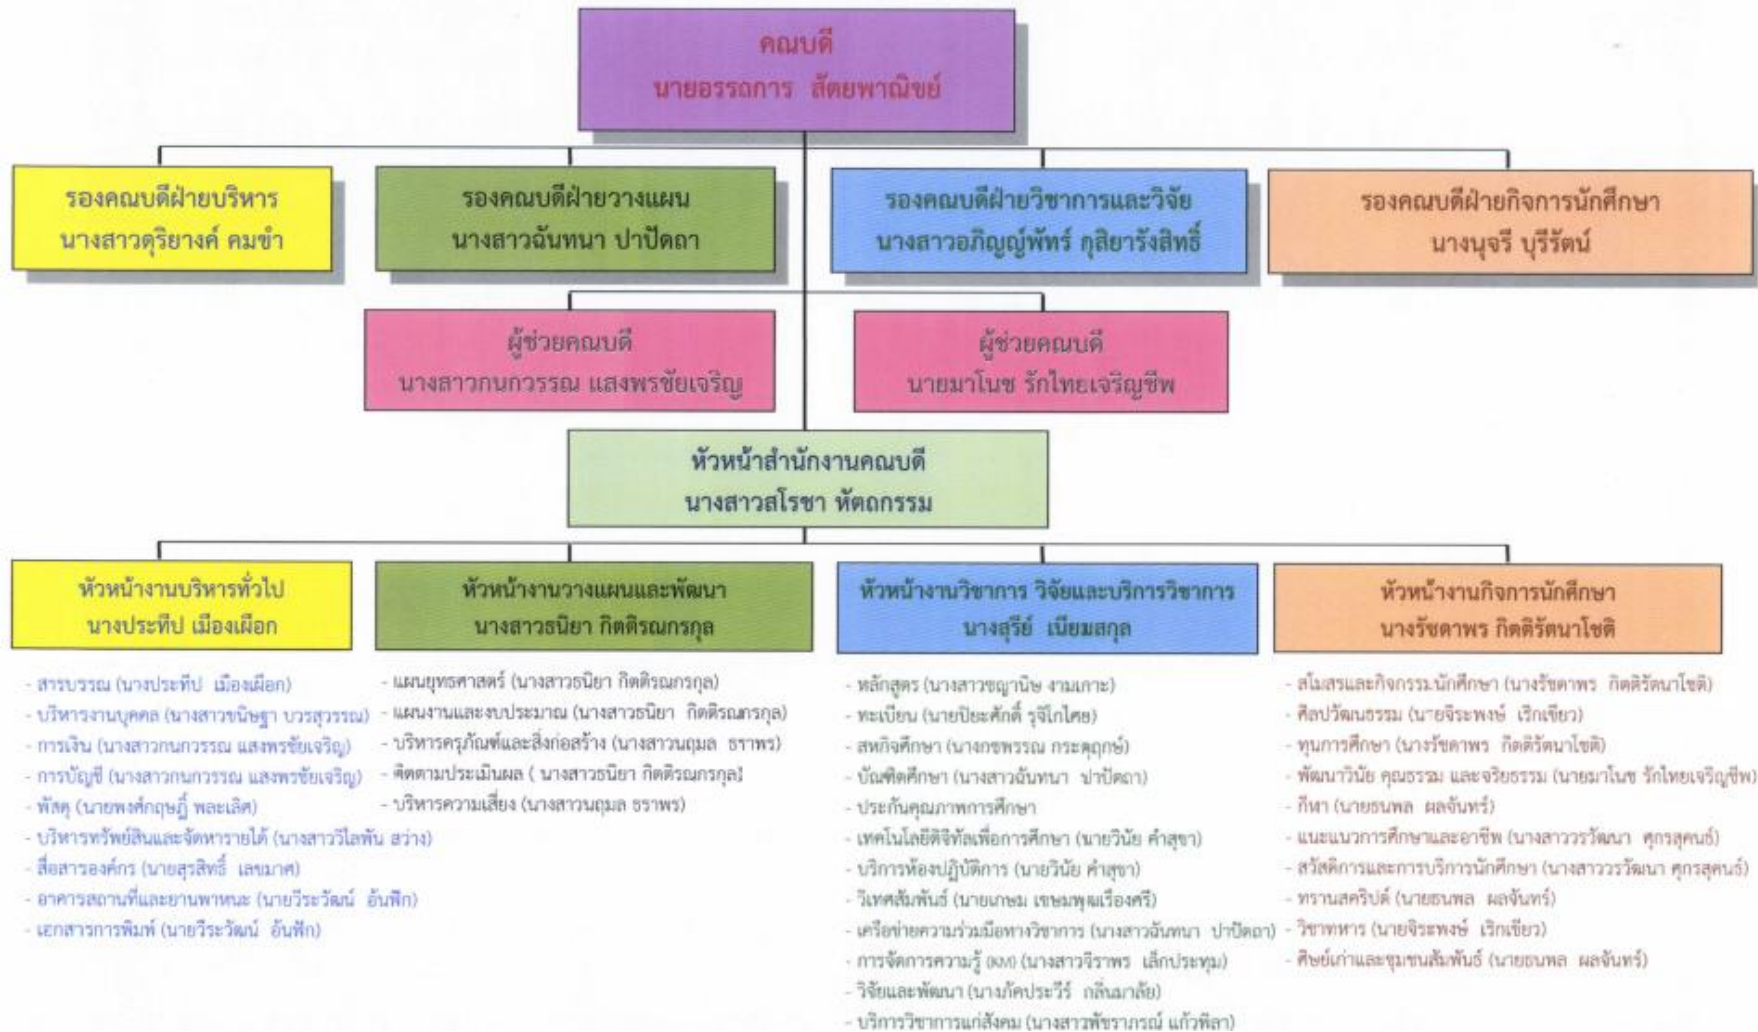 คณบดี
นายอรรถการ สัตยพาณิชย์
รองคณบดีฝ่ายบริหาร
นางสาวดุริยางค์ คมขำ
รองคณบดีฝ่ายวางแผน
นางสาวฉันทนา ปาปัดถา
รองคณบดีฝ่ายวิชาการและวิจัย
นางสาวอภิญญ์พัทร์ กุสิยารังสิทธิ์
รองคณบดีฝ่ายกิจการนักศึกษา
นางนุจรี บุรีรัตน์
ผู้ช่วยคณบดี
นางสาวกนกวรรณ แสงพรชัยเจริญ
ผู้ช่วยคณบดี
นายมาโนช รักไทยเจริญชีพ
หัวหน้าสำนักงานคณบดี
นางสาวสโรชา หัตถกรรม
หัวหน้างานบริหารทั่วไป
นางประทีป เมืองเผือก
- สารบรรณ (นางประทีป เมืองเผือก)
- บริหารงานบุคคล (นางสาวขนิษฐา บวรสุวรรณ)
- การเงิน (นางสาวกนกวรรณ แสงพรชัยเจริญ)
- การบัญชี (นางสาวกนกวรรณ แสงพรชัยเจริญ)
- พัสดุ (นายพงศ์กฤษฎิ์ พละเลิศ)
- บริหารทรัพย์สินและจัดหารายได้ (นางสาววิไลพัน สว่าง)
- สื่อสารองค์กร (นายสุรสิทธิ์ เลขมาศ)
- อาคารสถานที่และยานพาหนะ (นายวีระวัฒน์ อ้นฟัก)
- เอกสารการพิมพ์ (นายวีระวัฒน์ อ้นฟัก)
หัวหน้างานวางแผนและพัฒนา
นางสาวธนิยา กิตติรณกรกุล
- แผนยุทธศาสตร์ (นางสาวธนิยา กิตติรณกรกุล)
- แผนงานและงบประมาณ (นางสาวธนิยา กิตติรณกรกุล)
- บริหารครุภัณฑ์และสิ่งก่อสร้าง (นางสาวนฤมล ธราพร)
- ติดตามประเมินผล ( นางสาวธนิยา กิตติรณกรกุล)
- บริหารความเสี่ยง (นางสาวนฤมล ธราพร)
หัวหน้างานวิชาการ วิจัยและบริการวิชาการ
นางสุรีย์ เนียมสกุล
- หลักสูตร (นางสาวชญานิษ งามเกาะ)
- ทะเบียน (นายปิยะศักดิ์ รุจิโกไศย)
- สหกิจศึกษา (นางกชพรรณ กระตุฤกษ์)
- บัณฑิตศึกษา (นางสาวฉันทนา ปาปัดถา)
- ประกันคุณภาพการศึกษา
- เทคโนโลยีดิจิทัลเพื่อการศึกษา (นายวินัย คำสุขา)
- บริการห้องปฏิบัติการ (นายวินัย คำสุขา)
- วิเทศสัมพันธ์ (นายเกษม เขษมพุฒเรืองศรี)
- เครือข่ายความร่วมมือทางวิชาการ (นางสาวฉันทนา ปาปัดถา)
- การจัดการความรู้ (KM) (นางสาวจิราพร เล็กประทุม)
- วิจัยและพัฒนา (นางภัคประวีร์ กลิ่นมาลัย)
- บริการวิชาการแก่สังคม (นางสาวพัชราภรณ์ แก้วพิลา)
หัวหน้างานกิจการนักศึกษา
นางรัชดาพร กิตติรัตนาโชติ
- สโมสรและกิจกรรมนักศึกษา (นางรัชดาพร กิตติรัตนาโชติ)
- ศิลปวัฒนธรรม (นายจิระพงษ์ เริกเขียว)
- ทุนการศึกษา (นางรัชดาพร กิตติรัตนาโชติ)
- พัฒนาวินัย คุณธรรม และจริยธรรม (นายมาโนช รักไทยเจริญชีพ)
- กีฬา (นายธนพล ผลจันทร์)
- แนะแนวการศึกษาและอาชีพ (นางสาววรวัฒนา ศุกรสุคนธ์)
- สวัสดิการและการบริการนักศึกษา (นางสาววรวัฒนา ศุกรสุคนธ์)
- ทรานสคริปต์ (นายธนพล ผลจันทร์)
- วิชาทหาร (นายจิระพงษ์ เริกเขียว)
- ศิษย์เก่าและชุมชนสัมพันธ์ (นายธนพล ผลจันทร์)